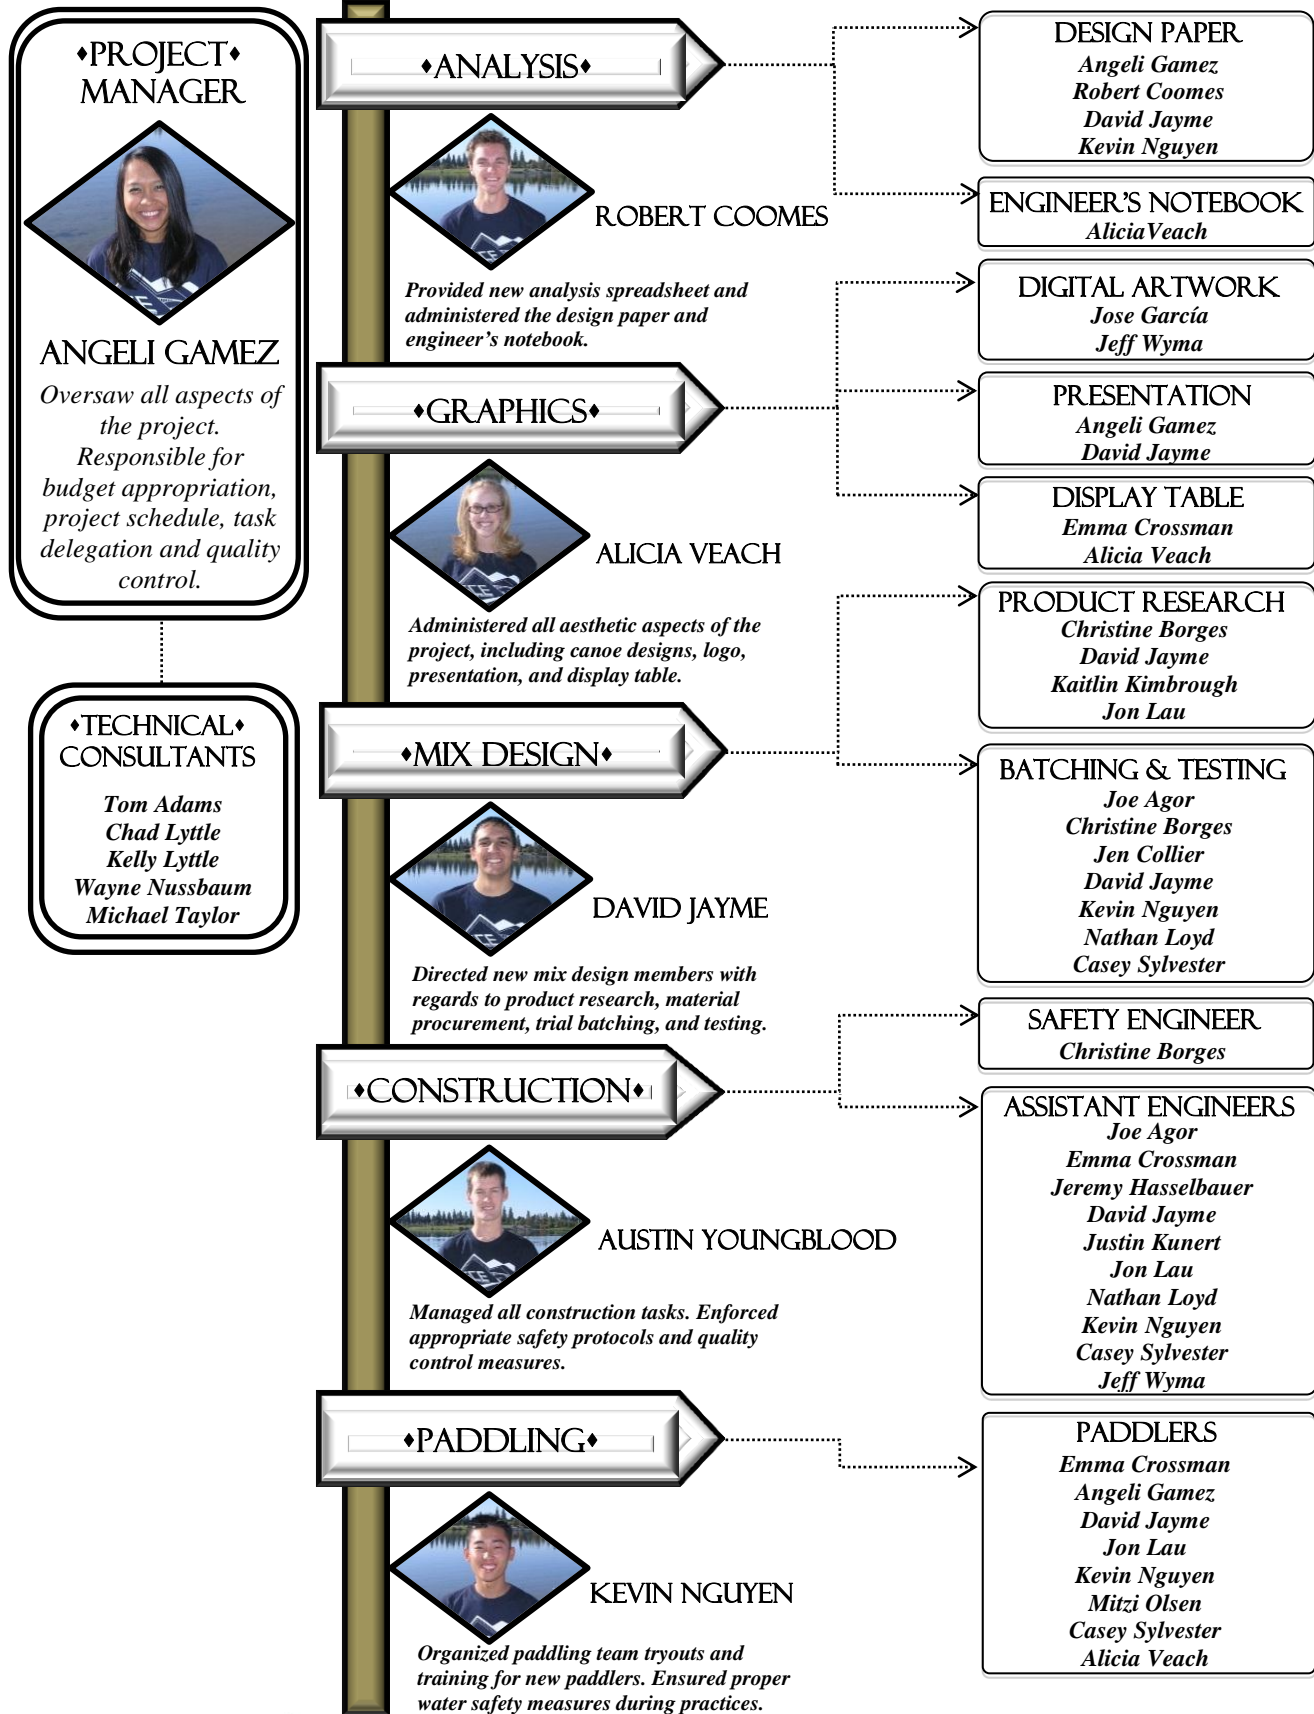 ♦PROJECT♦
MANAGER
ANGELI GAMEZ
Oversaw all aspects of
the project.
Responsible for
budget appropriation,
project schedule, task
delegation and quality
control.
♦TECHNICAL♦
CONSULTANTS
Tom Adams
Chad Lyttle
Kelly Lyttle
Wayne Nussbaum
Michael Taylor
♦ANALYSIS♦
ROBERT COOMES
Provided new analysis spreadsheet and
administered the design paper and
engineer's notebook.
DESIGN PAPER
Angeli Gamez
Robert Coomes
David Jayme
Kevin Nguyen
ENGINEER'S NOTEBOOK
AliciaVeach
♦GRAPHICS♦
ALICIA VEACH
Administered all aesthetic aspects of the
project, including canoe designs, logo,
presentation, and display table.
DIGITAL ARTWORK
Jose García
Jeff Wyma
PRESENTATION
Angeli Gamez
David Jayme
DISPLAY TABLE
Emma Crossman
Alicia Veach
♦MIX DESIGN♦
DAVID JAYME
Directed new mix design members with
regards to product research, material
procurement, trial batching, and testing.
PRODUCT RESEARCH
Christine Borges
David Jayme
Kaitlin Kimbrough
Jon Lau
BATCHING & TESTING
Joe Agor
Christine Borges
Jen Collier
David Jayme
Kevin Nguyen
Nathan Loyd
Casey Sylvester
♦CONSTRUCTION♦
AUSTIN YOUNGBLOOD
Managed all construction tasks. Enforced
appropriate safety protocols and quality
control measures.
SAFETY ENGINEER
Christine Borges
ASSISTANT ENGINEERS
Joe Agor
Emma Crossman
Jeremy Hasselbauer
David Jayme
Justin Kunert
Jon Lau
Nathan Loyd
Kevin Nguyen
Casey Sylvester
Jeff Wyma
♦PADDLING♦
KEVIN NGUYEN
Organized paddling team tryouts and
training for new paddlers. Ensured proper
water safety measures during practices.
PADDLERS
Emma Crossman
Angeli Gamez
David Jayme
Jon Lau
Kevin Nguyen
Mitzi Olsen
Casey Sylvester
Alicia Veach